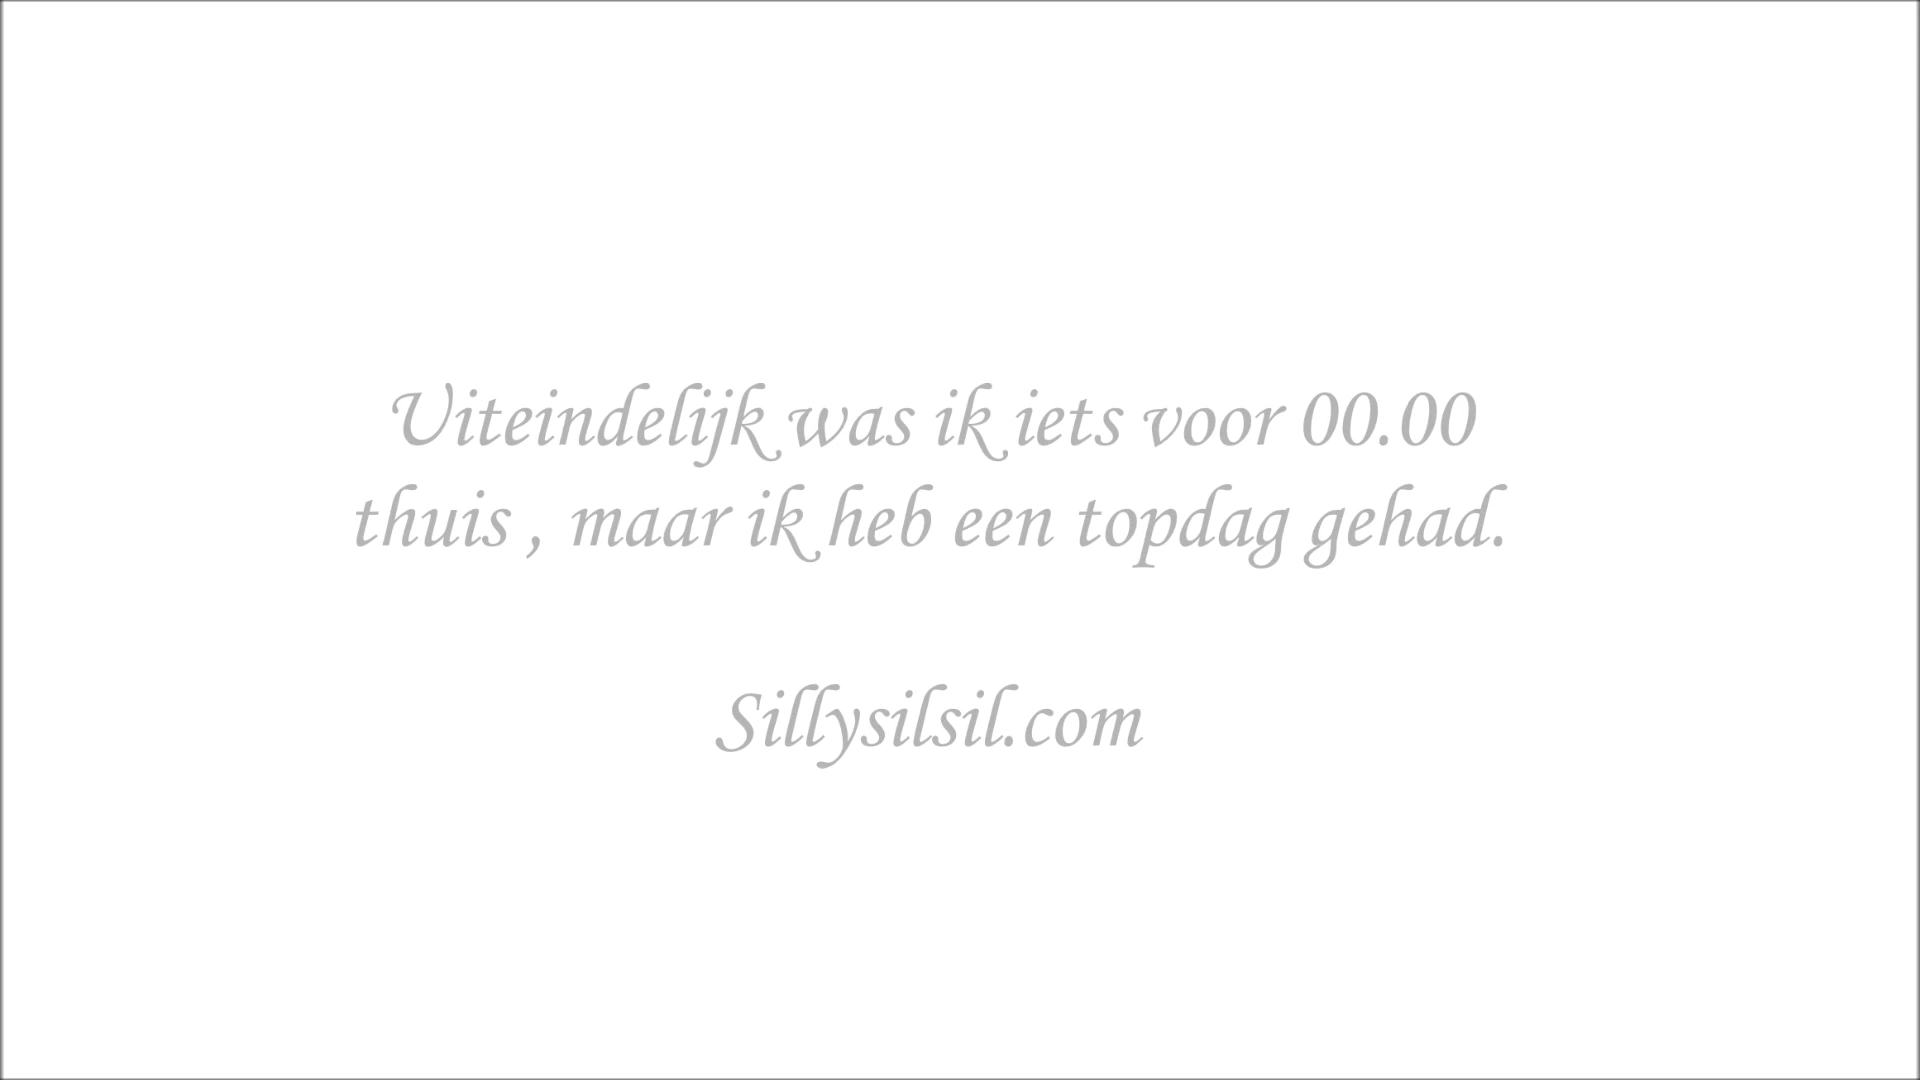 Uiteindelijk was ik iets voor 00.00
thuis , maar ik heb een topdag gehad.
Sillysilsil.com